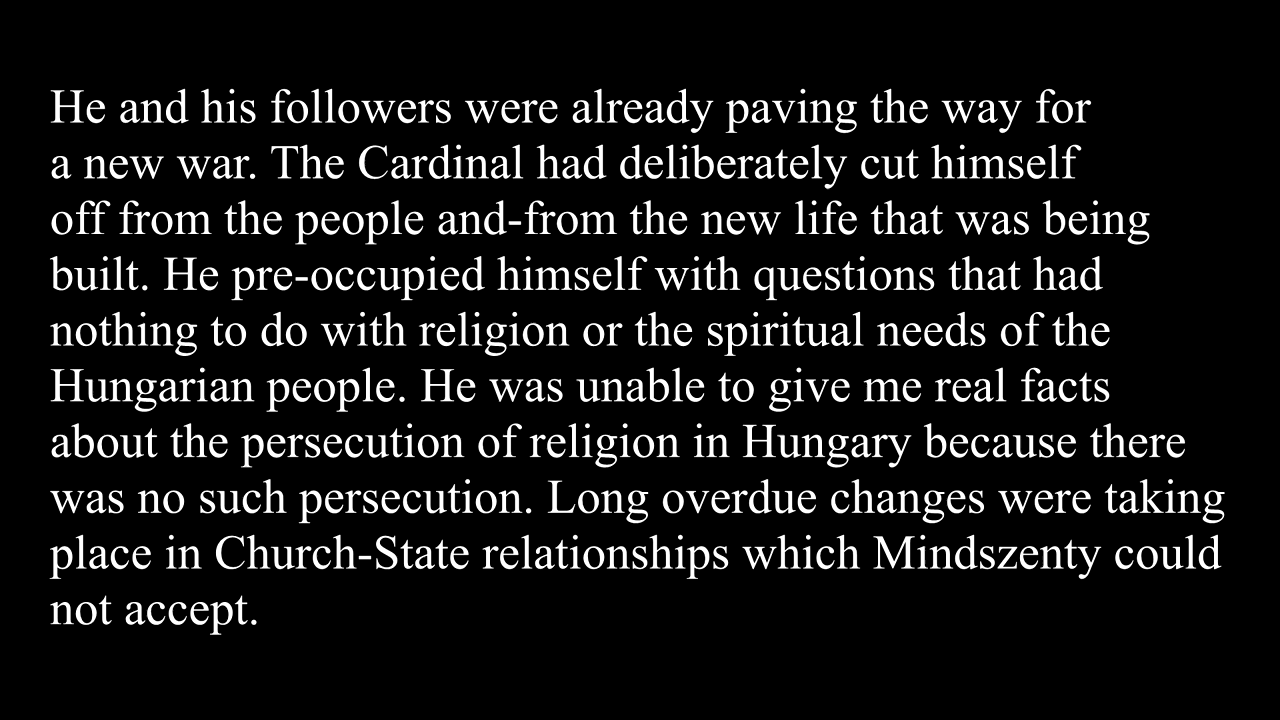 He and his followers were already paving the way for
a new war. The Cardinal had deliberately cut himself
off from the people and-from the new life that was being
built. He pre-occupied himself with questions that had
nothing to do with religion or the spiritual needs of the
Hungarian people. He was unable to give me real facts
about the persecution of religion in Hungary because there
was no such persecution. Long overdue changes were taking
place in Church-State relationships which Mindszenty could
not accept.